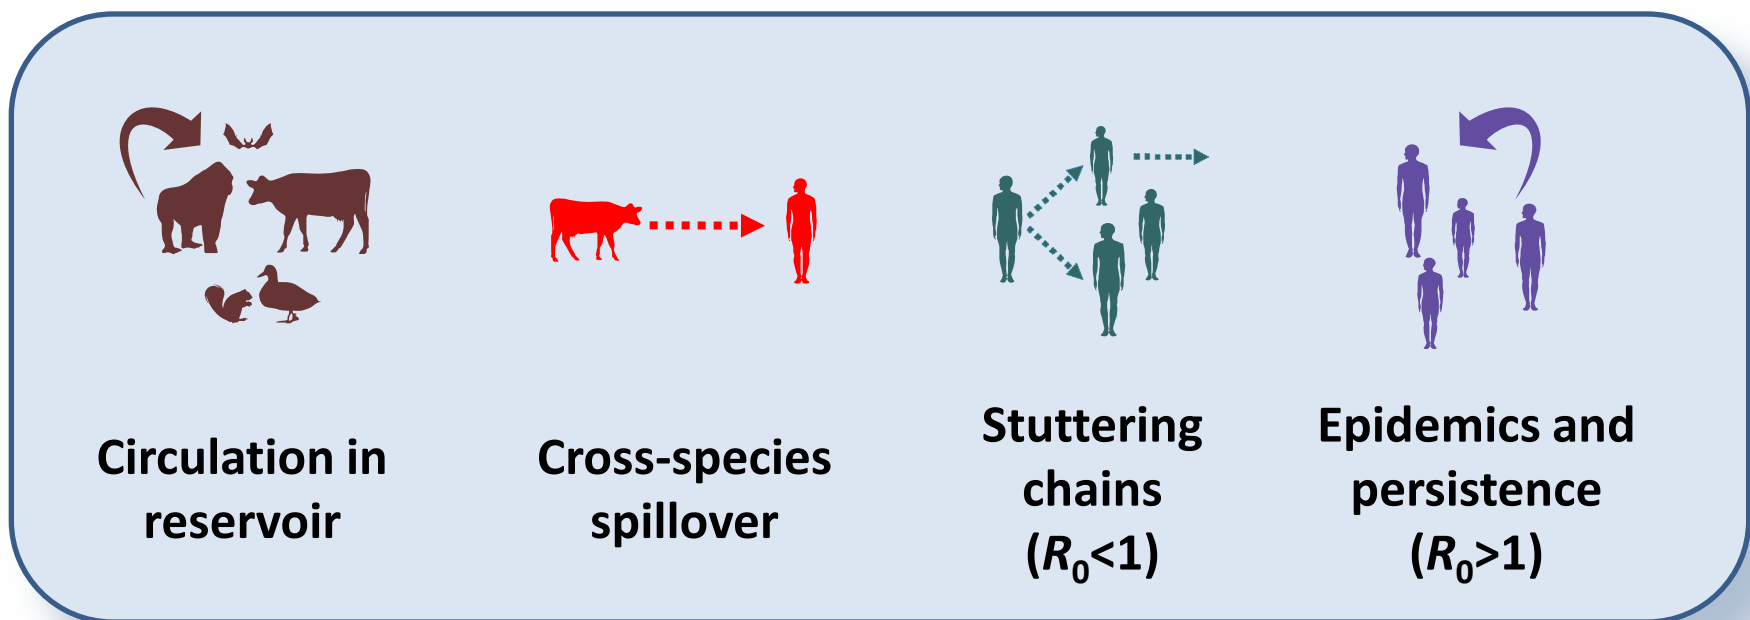 Circulation in
reservoir
Cross-species
spillover
Stuttering
chains
(R₀<1)
Epidemics and
persistence
(R₀>1)